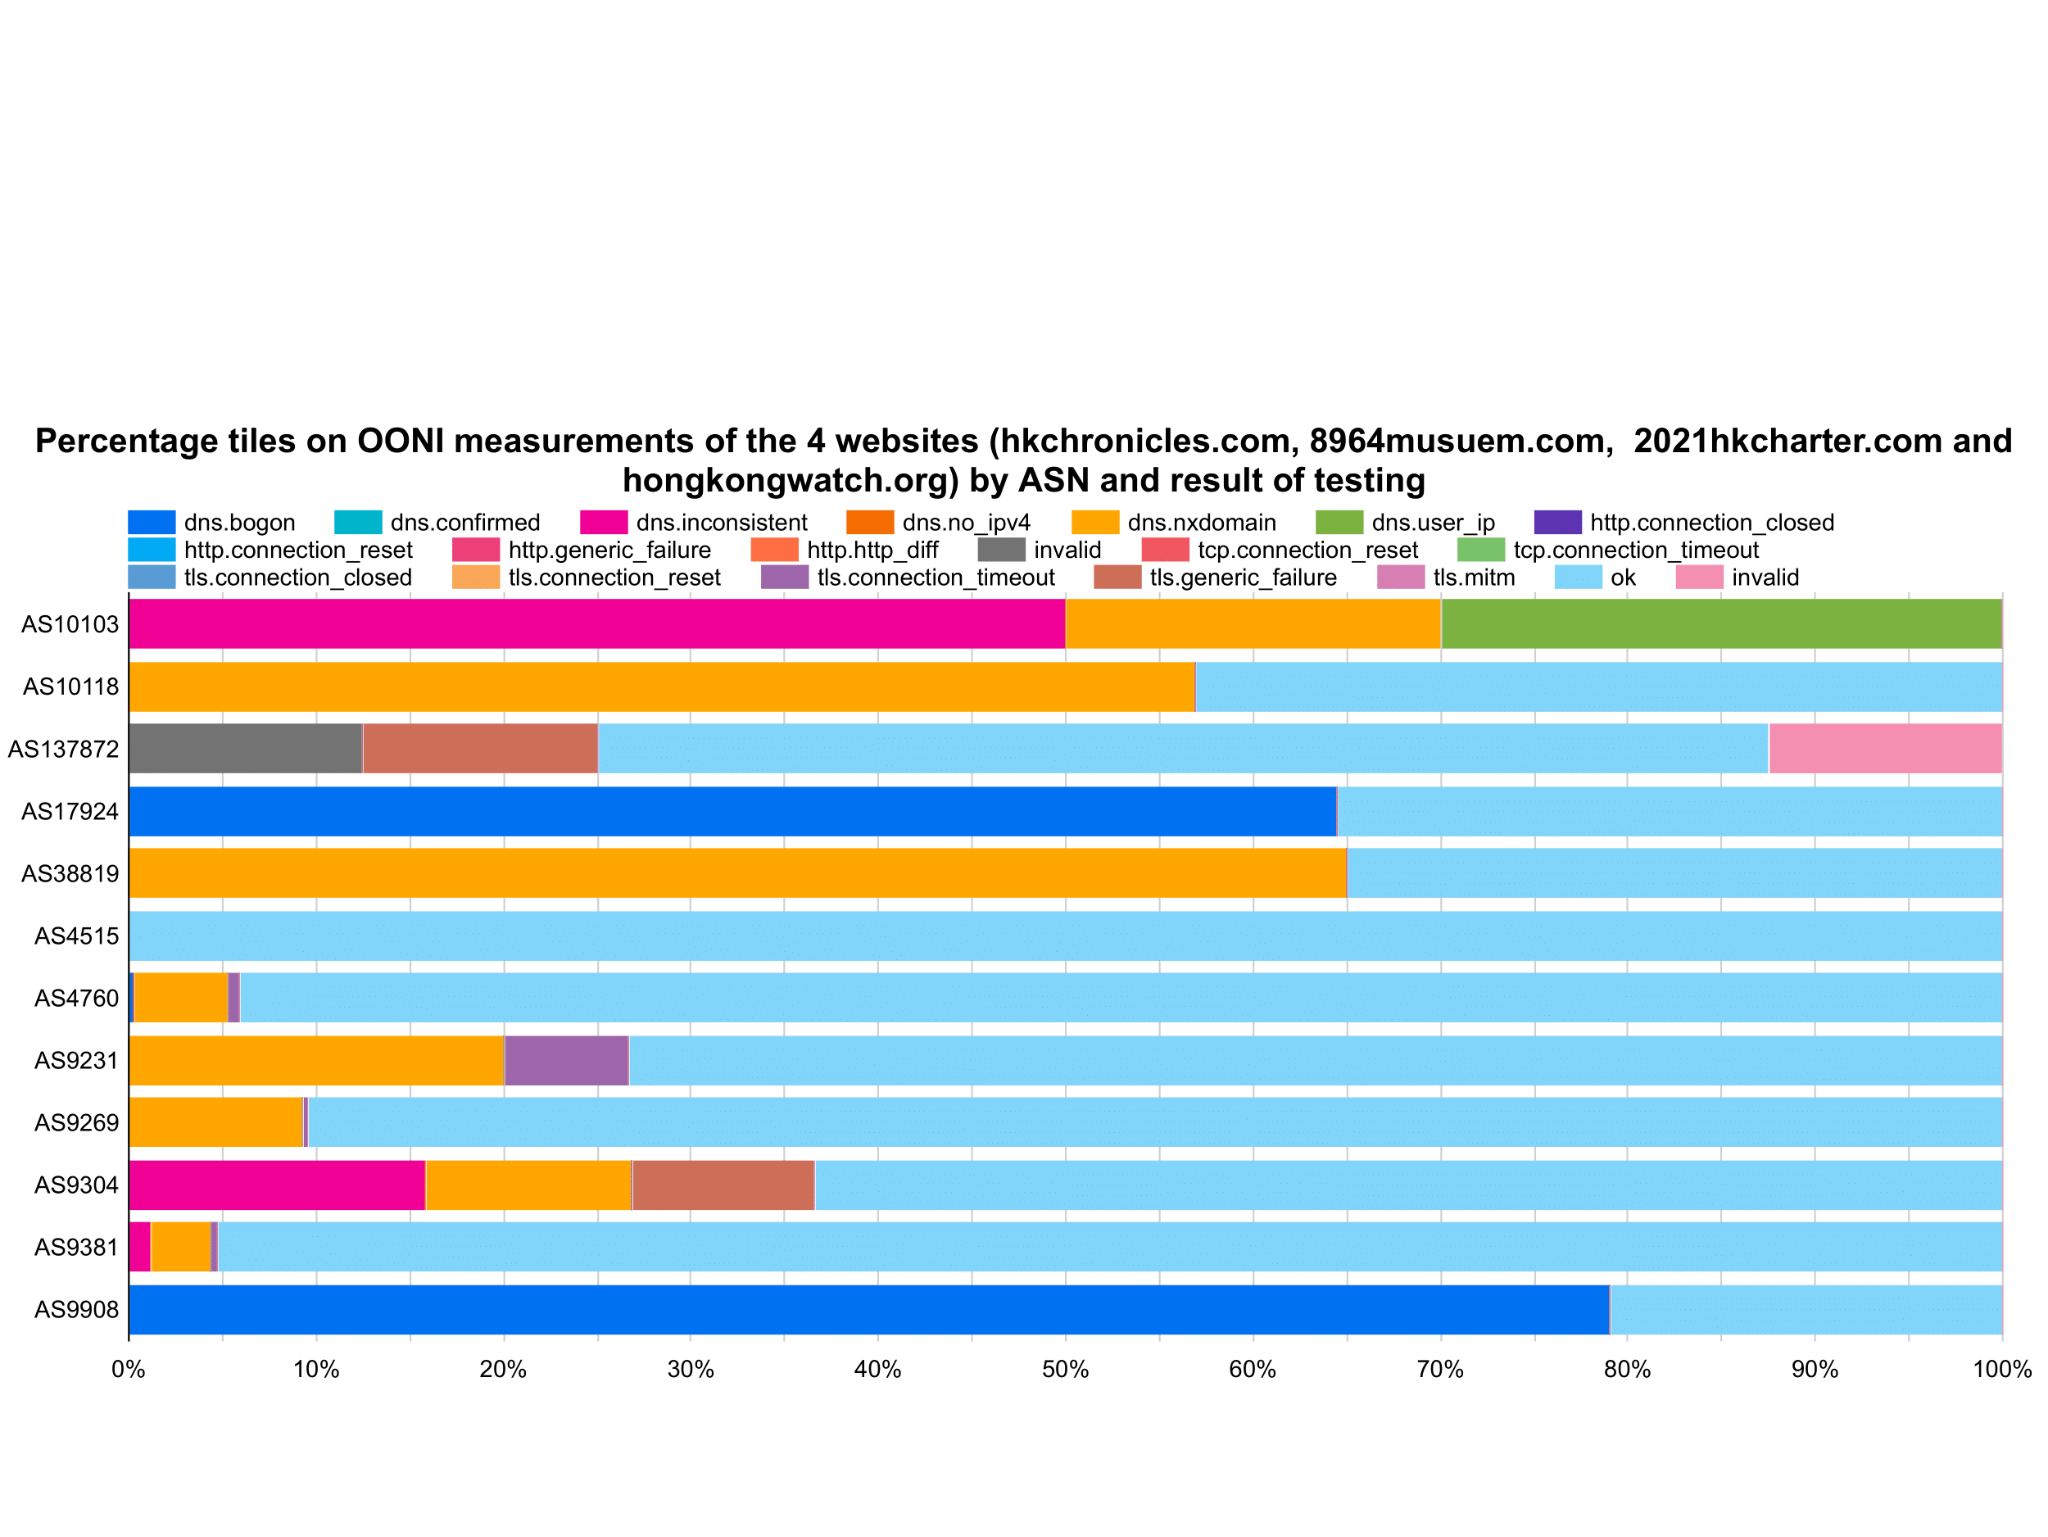 Percentage tiles on OONI measurements of the 4 websites (hkchronicles.com, 8964musuem.com,  2021hkcharter.com and
hongkongwatch.org) by ASN and result of testing
dns.bogon dns.confirmed dns.inconsistent dns.no_ipv4 dns.nxdomain dns.user_ip http.connection_closed
http.connection_reset http.generic_failure http.http_diff invalid tcp.connection_reset tcp.connection_timeout
tls.connection_closed tls.connection_reset tls.connection_timeout tls.generic_failure tls.mitm ok invalid
AS10103
AS10118
AS137872
AS17924
AS38819
AS4515
AS4760
AS9231
AS9269
AS9304
AS9381
AS9908
0% 10% 20% 30% 40% 50% 60% 70% 80% 90% 100%